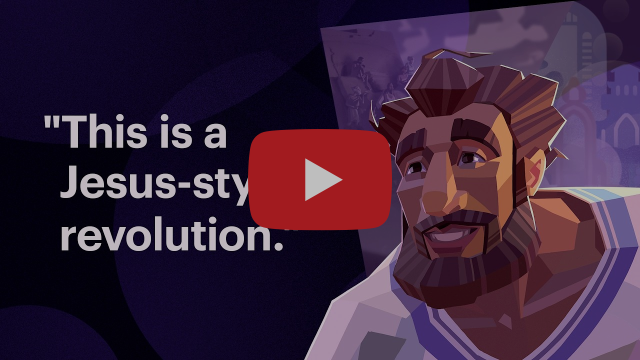 "This is a
Jesus-sty
revolution."